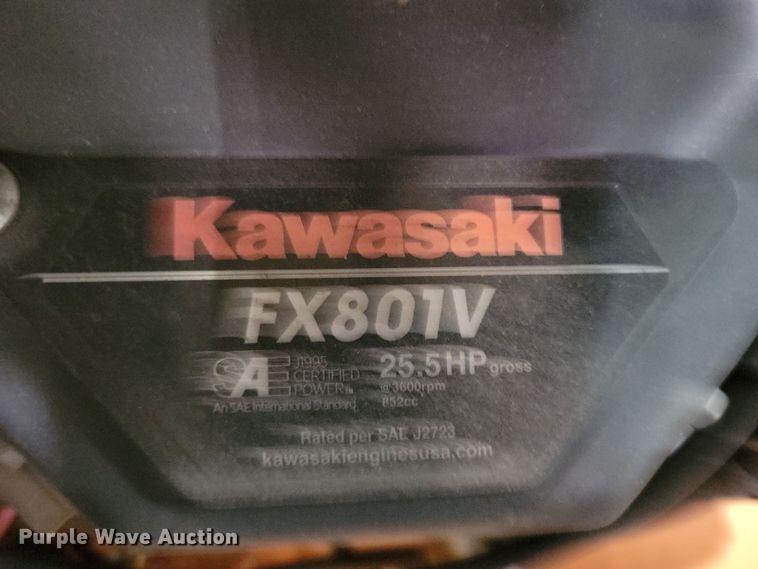 Kawasaki
FX801V
SAE J1995 CERTIFIED POWER
An SAE International Standard
25.5HP gross
@3600rpm
852cc
Rated per SAE J2723
kawasakienginesusa.com
Purple Wave Auction